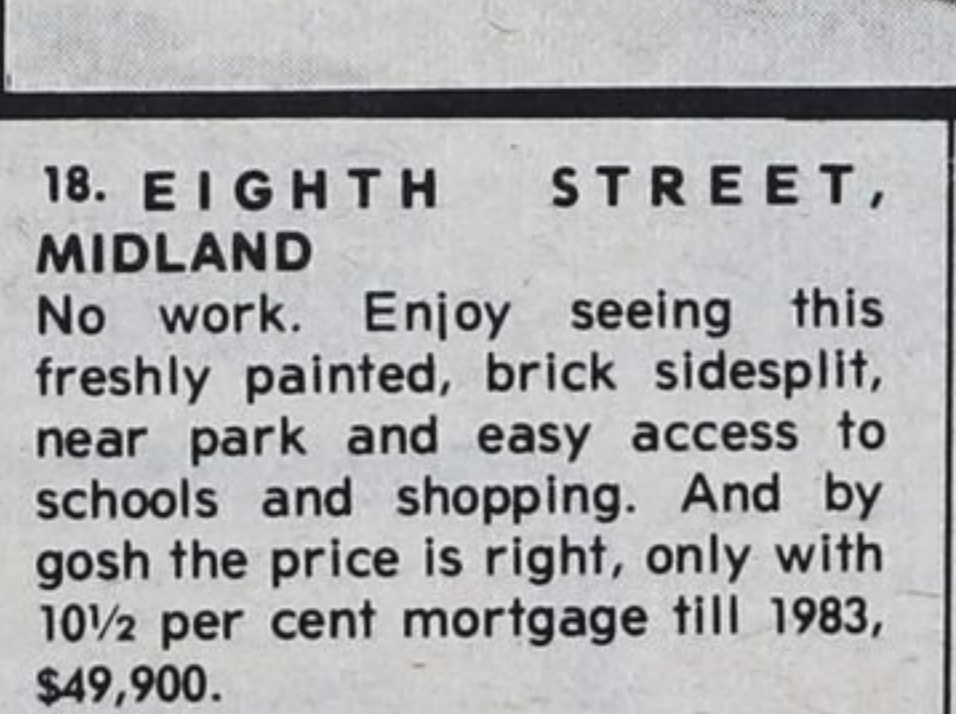 18. EIGHTH STREET,
MIDLAND
No work. Enjoy seeing this
freshly painted, brick sidesplit,
near park and easy access to
schools and shopping. And by
gosh the price is right, only with
10½ per cent mortgage till 1983,
$49,900.